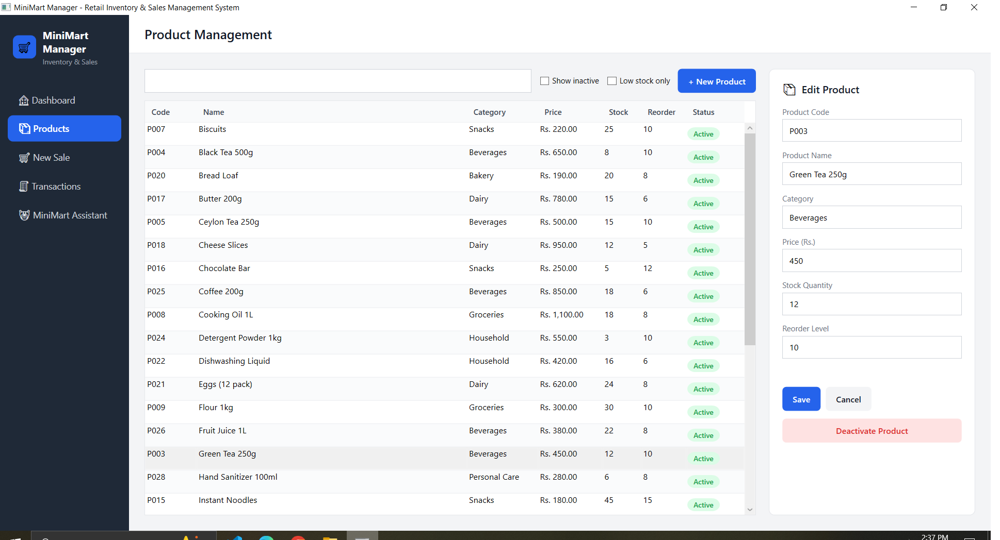 MiniMart Manager - Retail Inventory & Sales Management System
MiniMart
Manager
Inventory & Sales
Dashboard
Products
New Sale
Transactions
MiniMart Assistant
Product Management
Show inactive
Low stock only
+ New Product
Code Name Category Price Stock Reorder Status
P007 Biscuits Snacks Rs. 220.00 25 10 Active
P004 Black Tea 500g Beverages Rs. 650.00 8 10 Active
P020 Bread Loaf Bakery Rs. 190.00 20 8 Active
P017 Butter 200g Dairy Rs. 780.00 15 6 Active
P005 Ceylon Tea 250g Beverages Rs. 500.00 15 10 Active
P018 Cheese Slices Dairy Rs. 950.00 12 5 Active
P016 Chocolate Bar Snacks Rs. 250.00 5 12 Active
P025 Coffee 200g Beverages Rs. 850.00 18 6 Active
P008 Cooking Oil 1L Groceries Rs. 1,100.00 18 8 Active
P024 Detergent Powder 1kg Household Rs. 550.00 3 10 Active
P022 Dishwashing Liquid Household Rs. 420.00 16 6 Active
P021 Eggs (12 pack) Dairy Rs. 620.00 24 8 Active
P009 Flour 1kg Groceries Rs. 300.00 30 10 Active
P026 Fruit Juice 1L Beverages Rs. 380.00 22 8 Active
P003 Green Tea 250g Beverages Rs. 450.00 12 10 Active
P028 Hand Sanitizer 100ml Personal Care Rs. 280.00 6 8 Active
P015 Instant Noodles Snacks Rs. 180.00 45 15 Active
Edit Product
Product Code
P003
Product Name
Green Tea 250g
Category
Beverages
Price (Rs.)
450
Stock Quantity
12
Reorder Level
10
Save
Cancel
Deactivate Product
2:37 PM